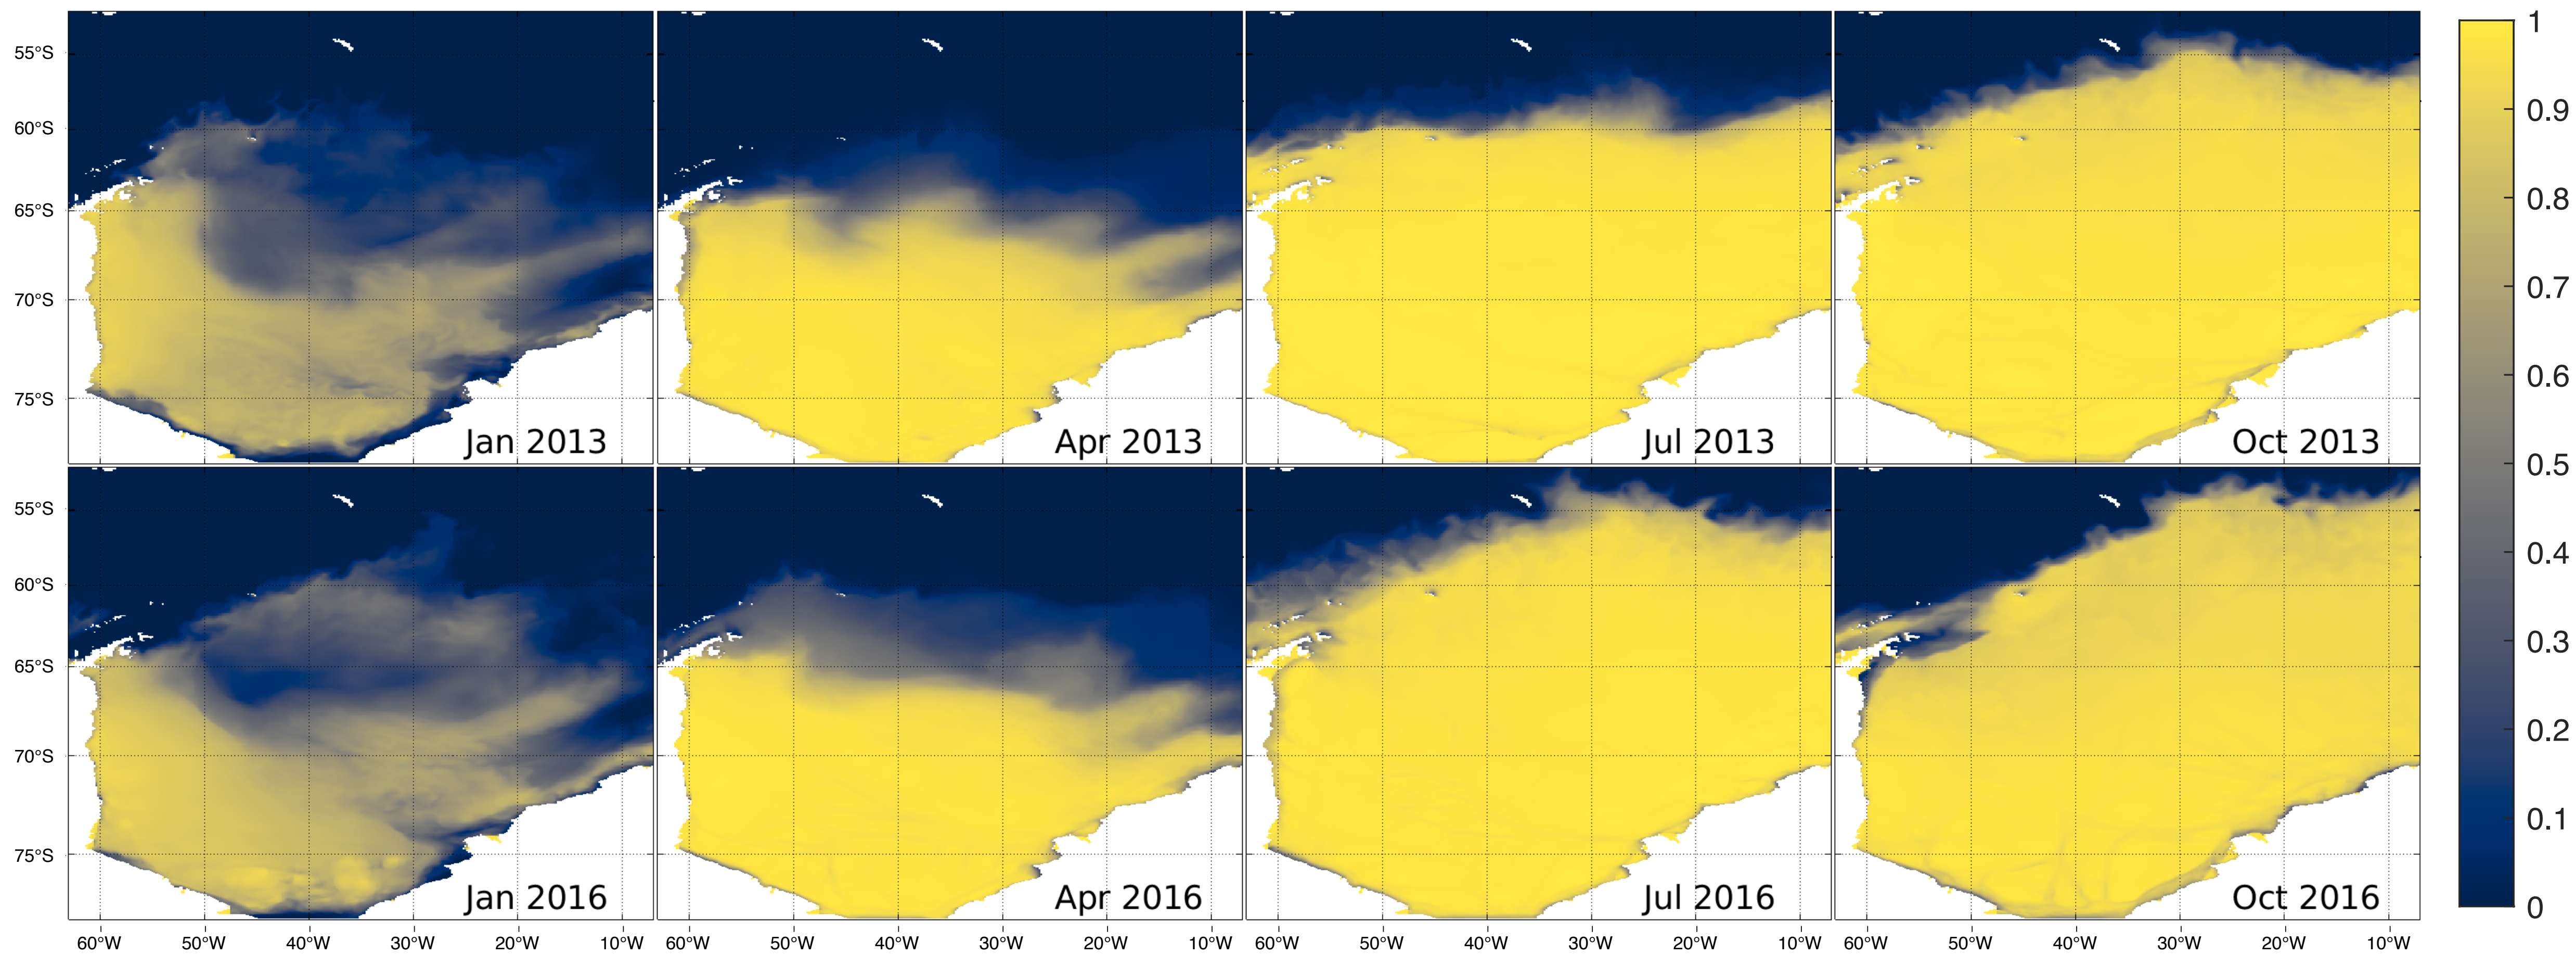 55°S
60°S
65°S
70°S
75°S
Jan 2013
Apr 2013
Jul 2013
Oct 2013
55°S
60°S
65°S
70°S
75°S
Jan 2016
Apr 2016
Jul 2016
Oct 2016
60°W 50°W 40°W 30°W 20°W 10°W
60°W 50°W 40°W 30°W 20°W 10°W
60°W 50°W 40°W 30°W 20°W 10°W
60°W 50°W 40°W 30°W 20°W 10°W
1
0.9
0.8
0.7
0.6
0.5
0.4
0.3
0.2
0.1
0